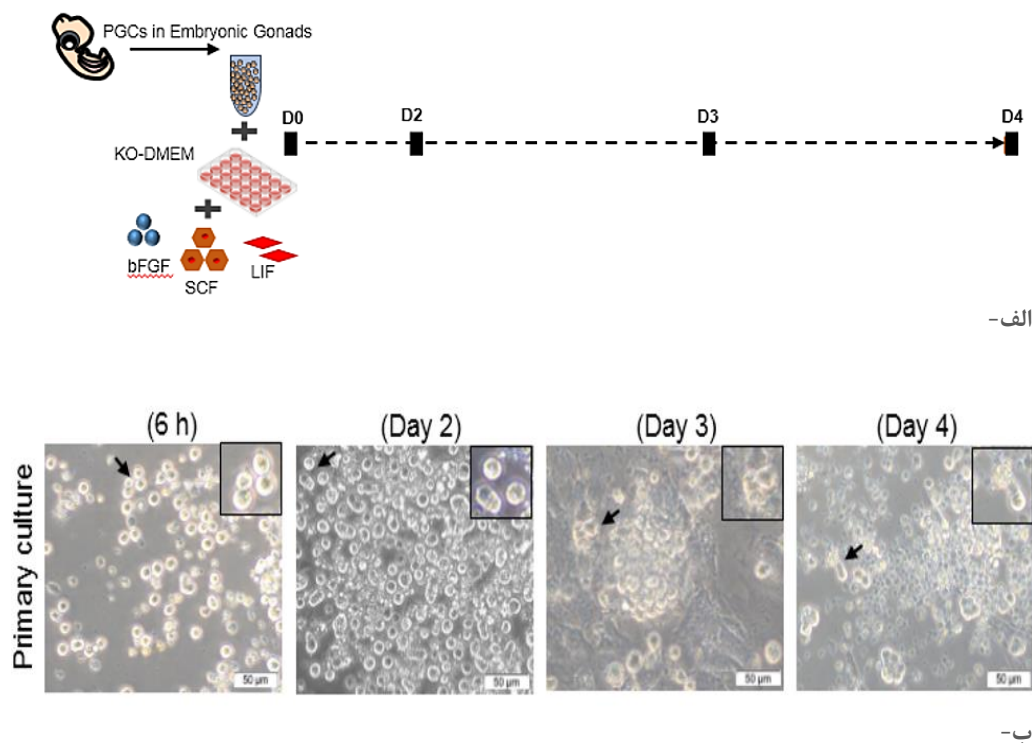 PGCs in Embryonic Gonads
D0
D2
D3
D4
KO-DMEM
bFGF
SCF
LIF
الف-
(6 h)
(Day 2)
(Day 3)
(Day 4)
Primary culture
50 µm
50 µm
50 µm
50 µm
ب-